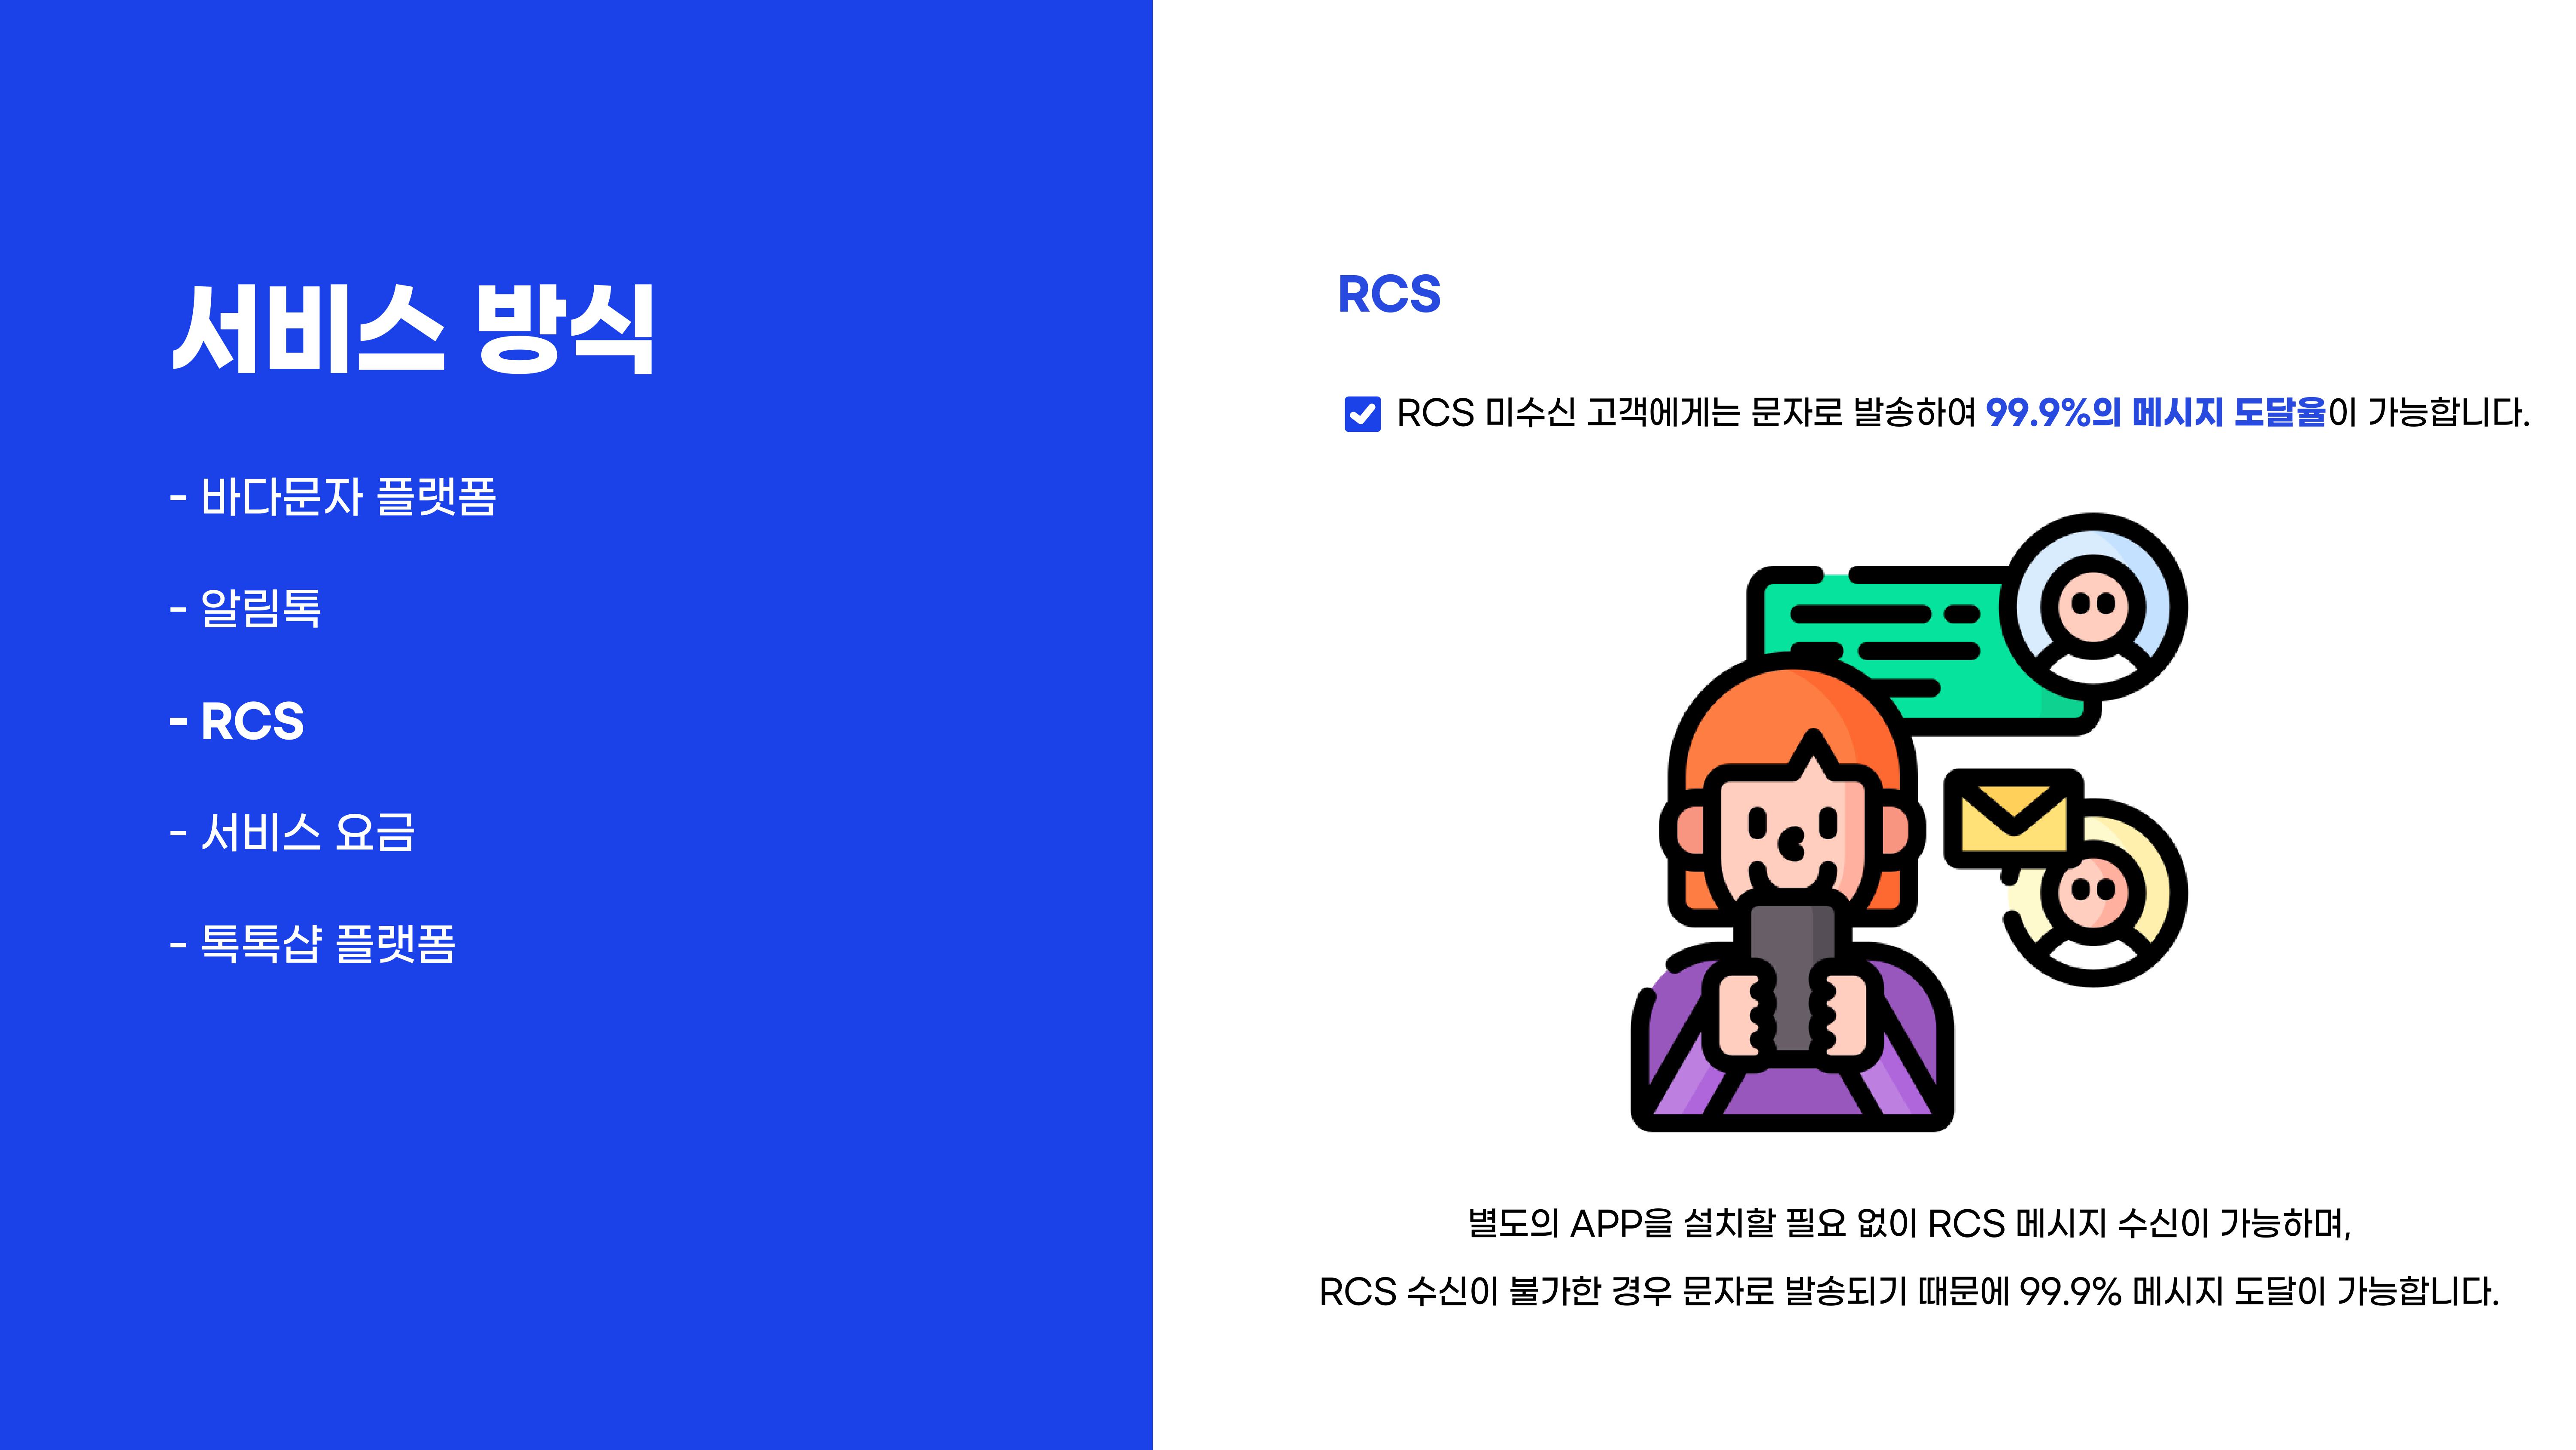 서비스 방식
- 바다문자 플랫폼
- 알림톡
- RCS
- 서비스 요금
- 톡톡샵 플랫폼
RCS
RCS 미수신 고객에게는 문자로 발송하여 99.9%의 메시지 도달율이 가능합니다.
별도의 APP을 설치할 필요 없이 RCS 메시지 수신이 가능하며,
RCS 수신이 불가한 경우 문자로 발송되기 때문에 99.9% 메시지 도달이 가능합니다.